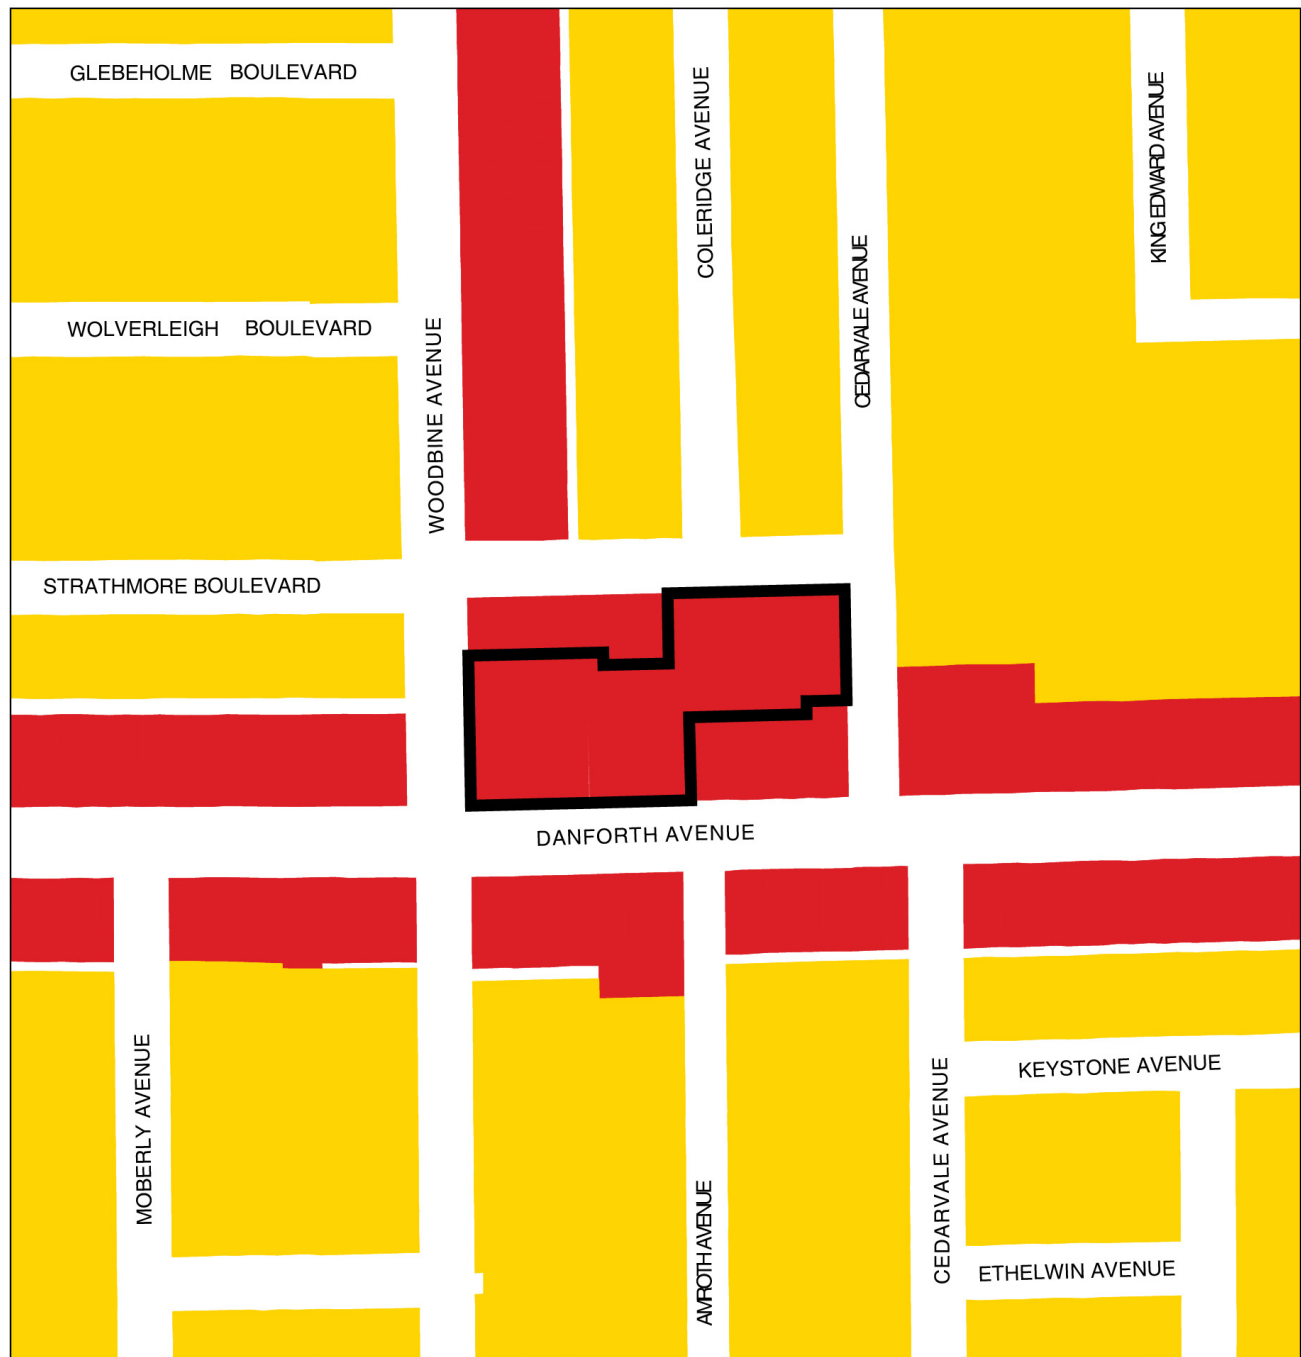 GLEBEHOLME BOULEVARD
COLERIDGE AVENUE
KING EDWARD AVENUE
CEDARVALE AVENUE
WOLVERLEIGH BOULEVARD
WOODBINE AVENUE
STRATHMORE BOULEVARD
DANFORTH AVENUE
MOBERLY AVENUE
KEYSTONE AVENUE
CEDARVALE AVENUE
AMROTH AVENUE
ETHELWIN AVENUE